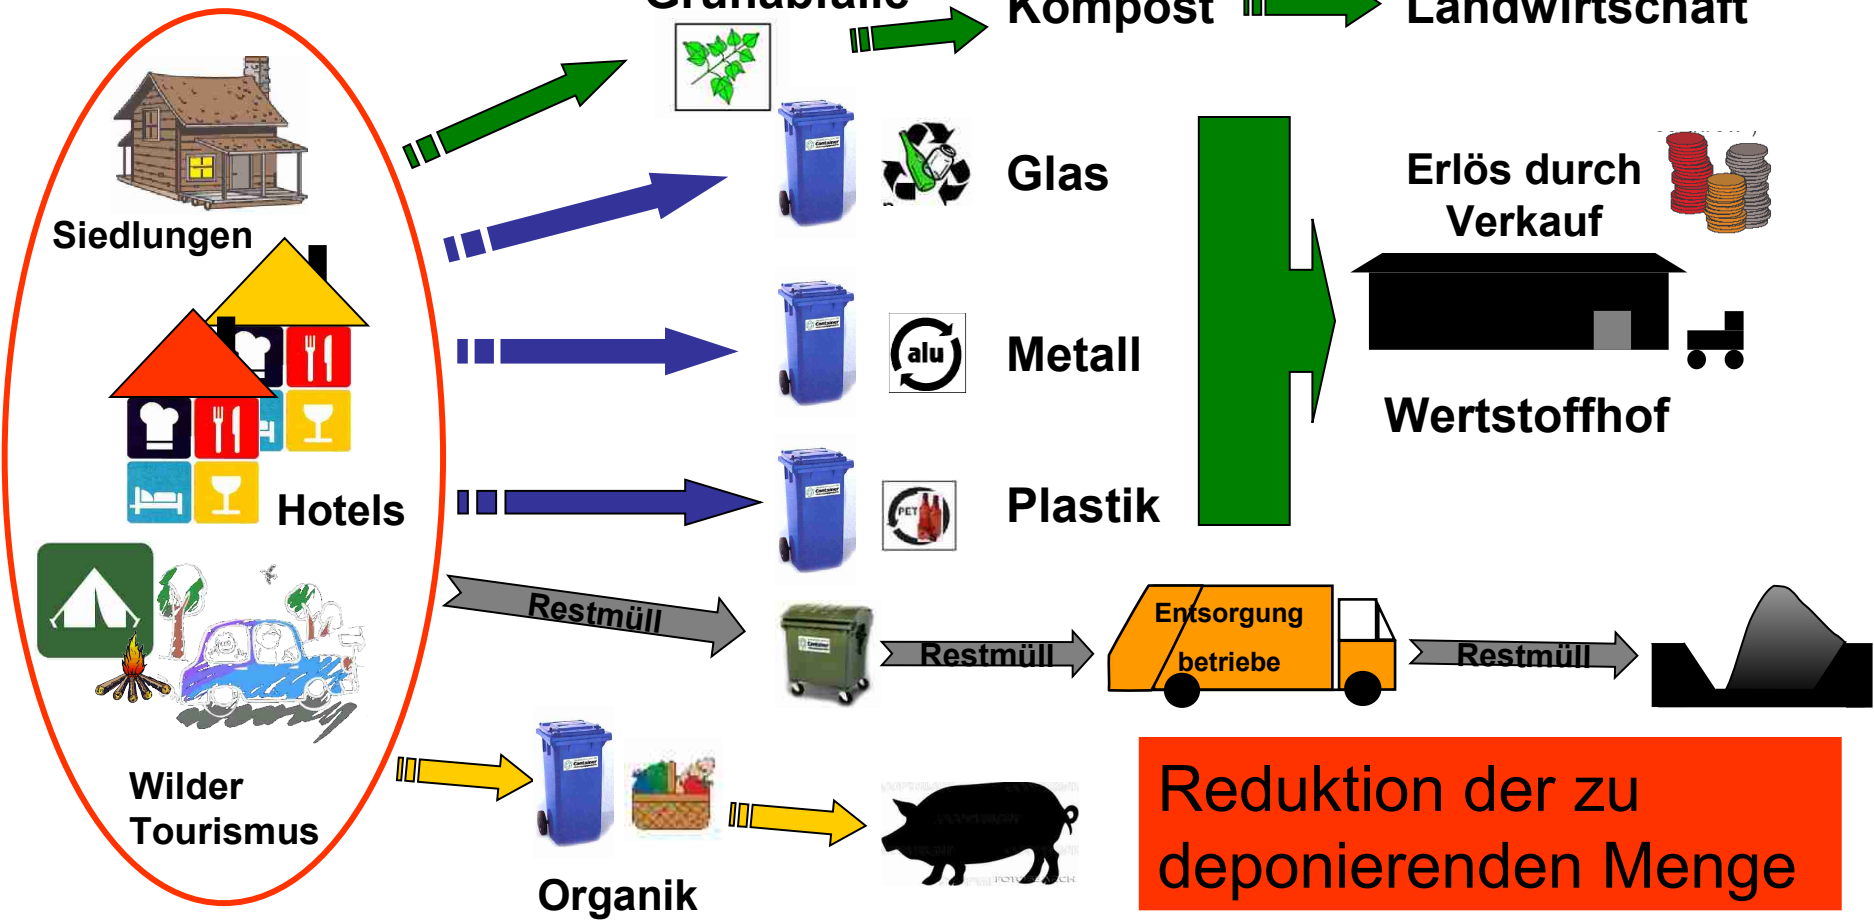 Grünabfälle
Kompost
Landwirtschaft
Siedlungen
Glas
Erlös durch
Verkauf
alu
Metall
Wertstoffhof
Hotels
PET
Plastik
Restmüll
Restmüll
Entsorgung
betriebe
Restmüll
Wilder
Tourismus
Organik
Reduktion der zu
deponierenden Menge